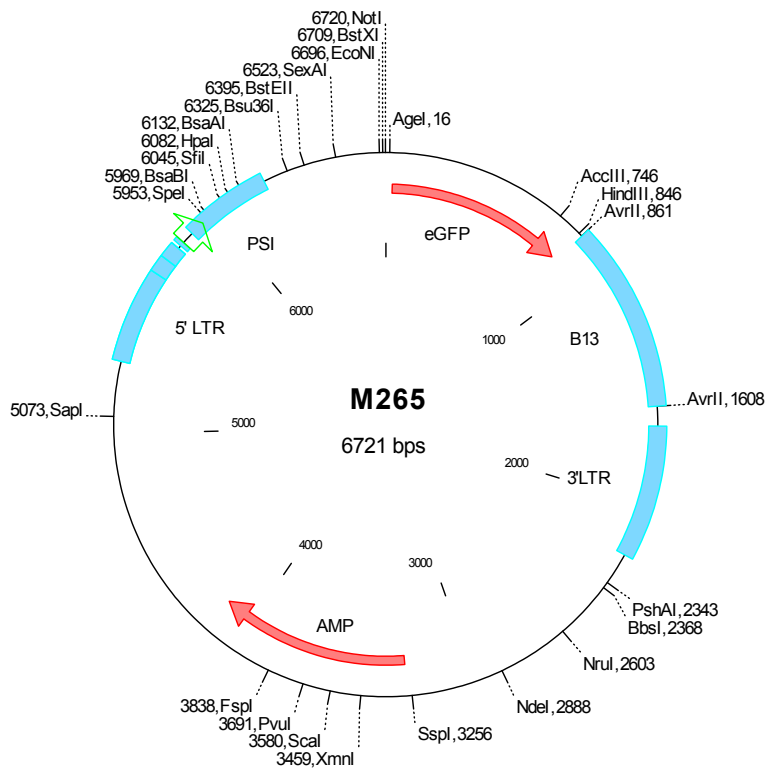 6720,NotI
6709,BstXI
6696,EcoNI
6523,SexAI
6395,BstEII
6325,Bsu36I
6132,BsaAI
6082,HpaI
6045,SfiI
5969,BsaBI
5953,SpeI
AgeI,16
AccIII,746
HindIII,846
AvrII,861
PSI
eGFP
6000
5' LTR
1000
B13
M265
6721 bps
AvrII,1608
5073,SapI
5000
2000
3'LTR
4000
3000
AMP
PshAI,2343
BbsI,2368
NruI,2603
NdeI,2888
SspI,3256
3838,FspI
3691,PvuI
3580,ScaI
3459,XmnI